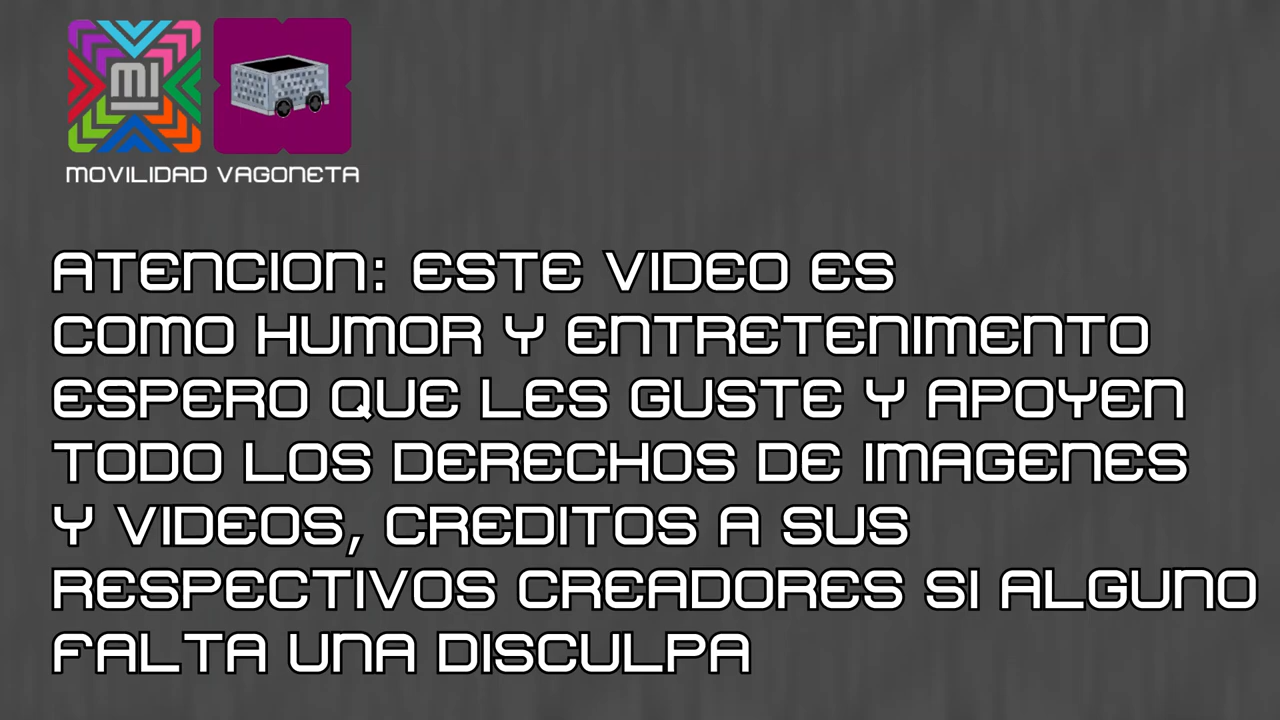 MI
MOVILIDAD VAGONETA
ATENCION: ESTE VIDEO ES
COMO HUMOR Y ENTRETENIMENTO
ESPERO QUE LES GUSTE Y APOYEN
TODO LOS DERECHOS DE IMAGENES
Y VIDEOS, CREDITOS A SUS
RESPECTIVOS CREADORES SI ALGUNO
FALTA UNA DISCULPA